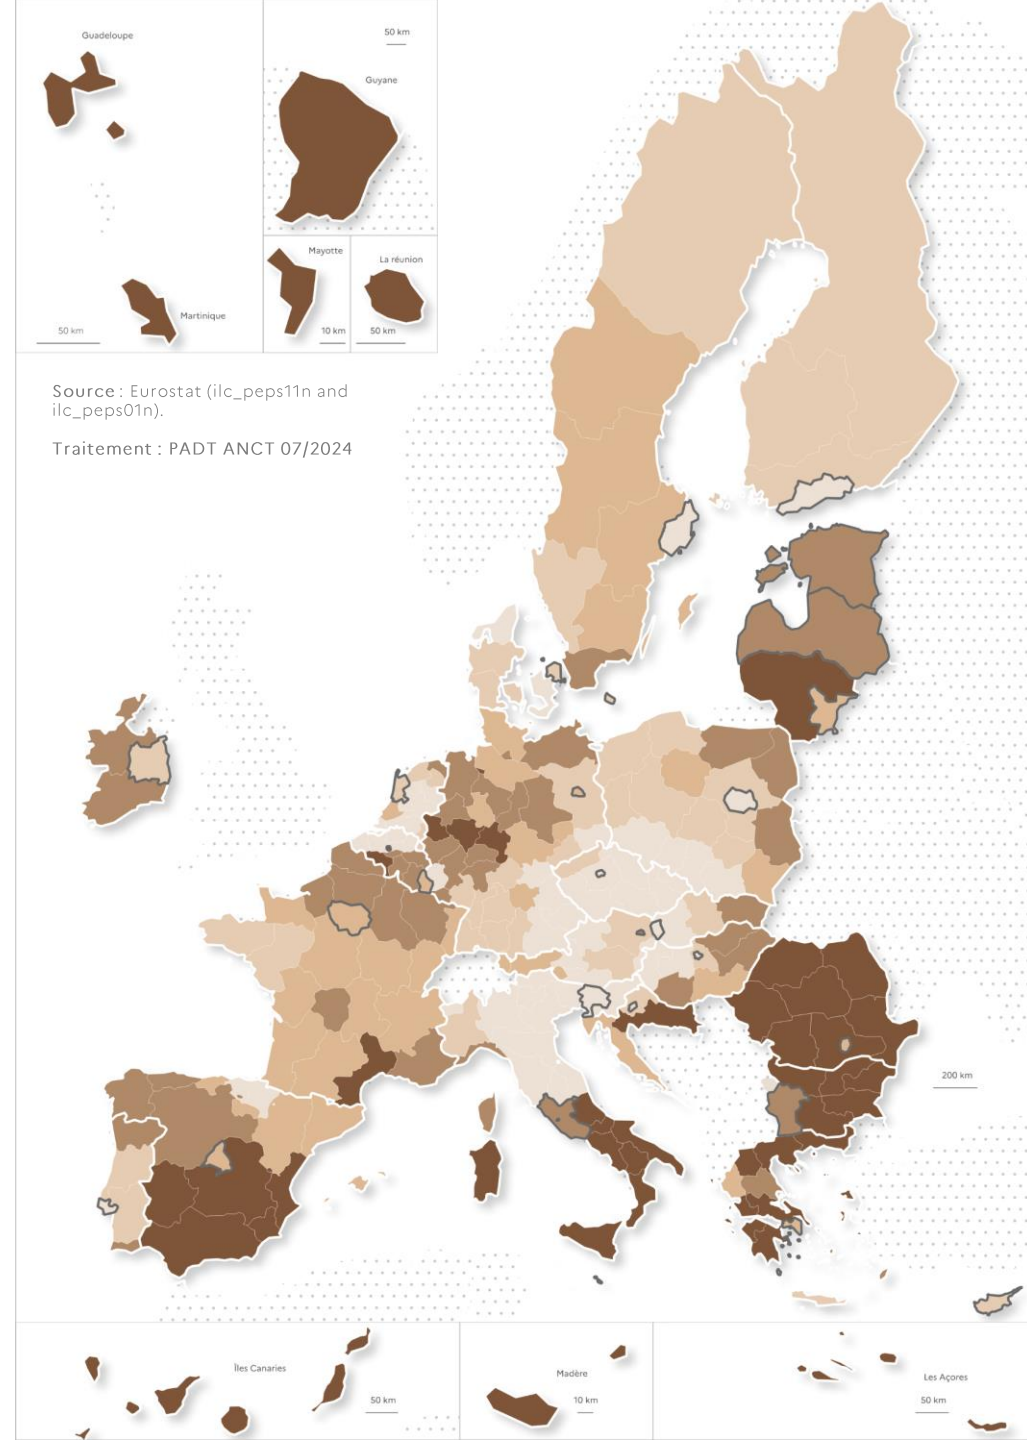 Guadeloupe
50 km
Guyane
Mayotte
La réunion
Martinique
50 km
10 km
50 km
Source : Eurostat (ilc_peps11n and
ilc_peps01n).
Traitement : PADT ANCT 07/2024
200 km
Îles Canaries
50 km
Madère
10 km
Les Açores
50 km